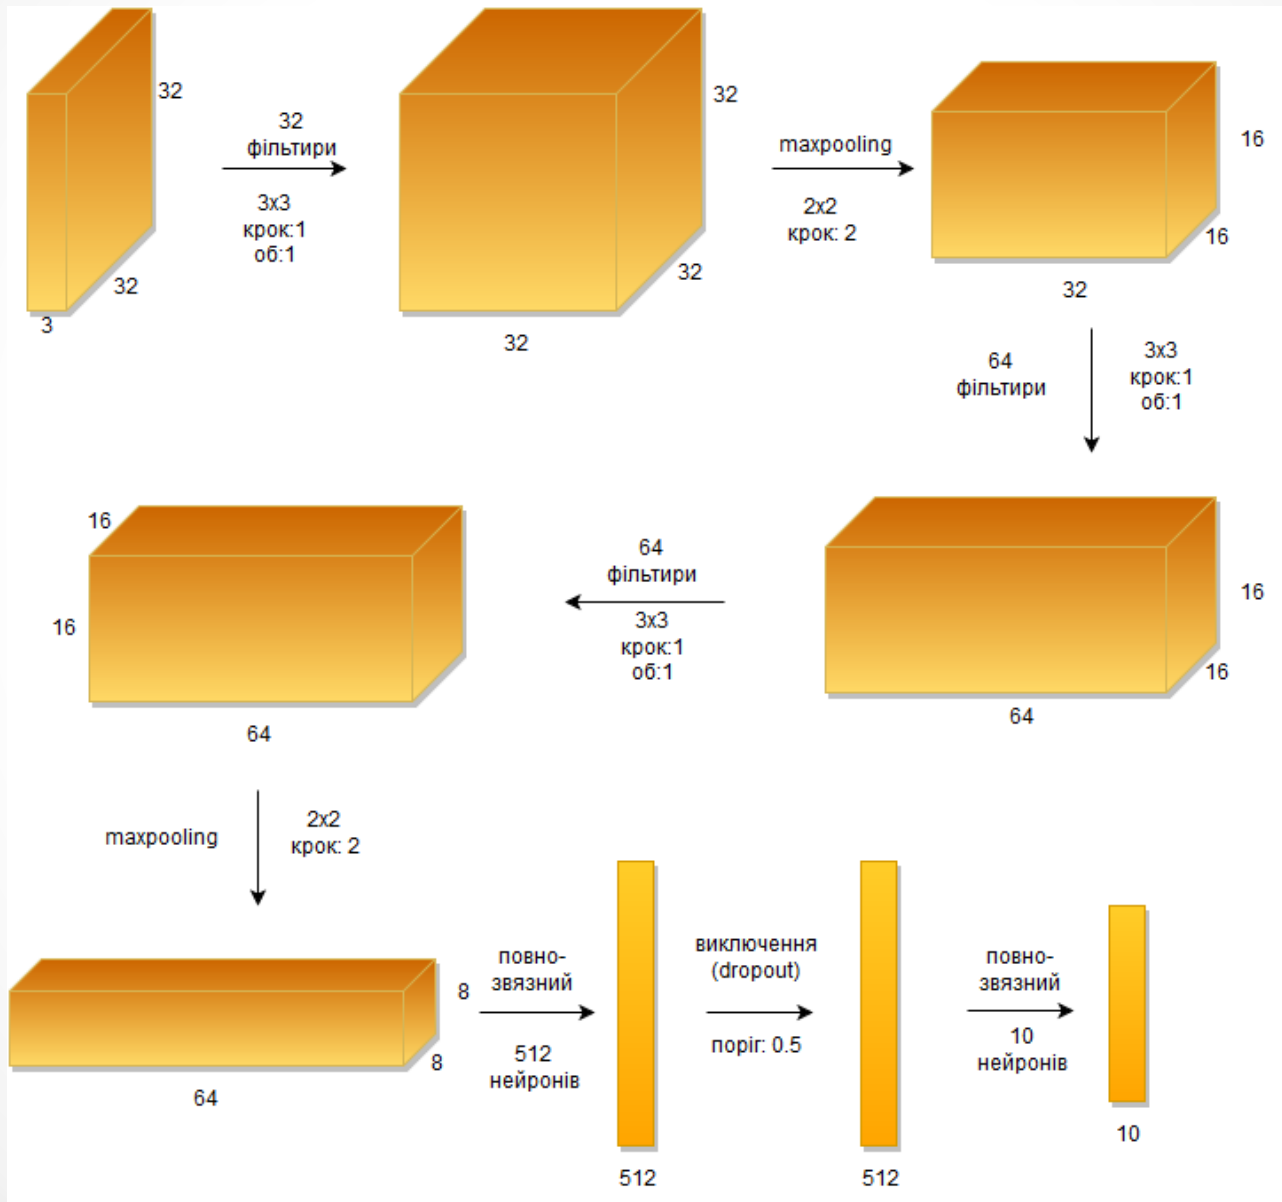 32
32
3
32
фільтири
3x3
крок:1
об:1
32
32
32
maxpooling
2x2
крок: 2
16
16
32
64
фільтири
3x3
крок:1
об:1
16
16
64
64
фільтири
3x3
крок:1
об:1
16
16
64
maxpooling
2x2
крок: 2
8
8
64
повно-
звязний
512
нейронів
512
виключення
(dropout)
поріг: 0.5
512
повно-
звязний
10
нейронів
10